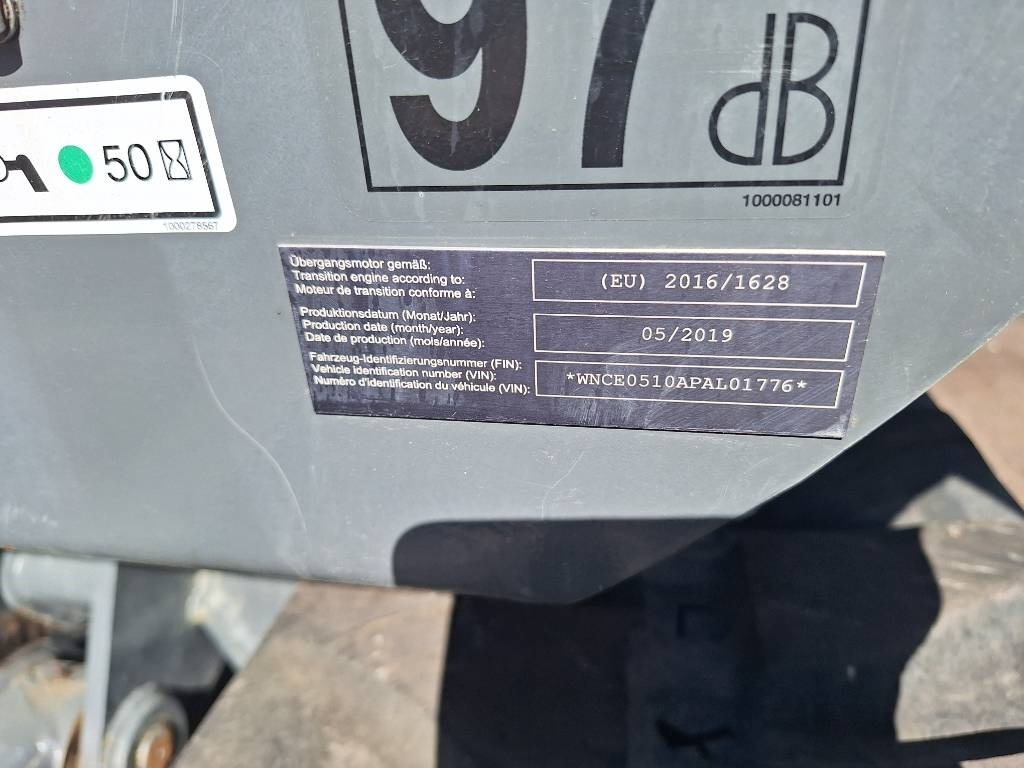 97 dB
1000081101
50
1000278567
Übergangsmotor gemäß:
Transition engine according to:
Moteur de transition conforme à:
(EU) 2016/1628
Produktionsdatum (Monat/Jahr):
Production date (month/year):
Date de production (mois/année):
05/2019
Fahrzeug-Identifizierungsnummer (FIN):
Vehicle identification number (VIN):
Numéro d'identification du véhicule (VIN):
*WNCE0510APAL01776*